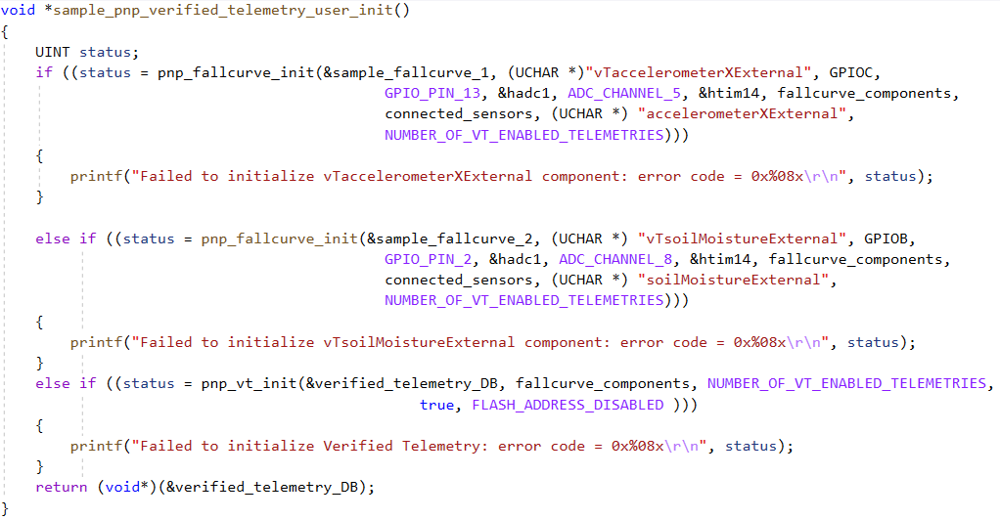 void *sample_pnp_verified_telemetry_user_init()
{
    UINT status;
    if ((status = pnp_fallcurve_init(&sample_fallcurve_1, (UCHAR *)"vTaccelerometerXExternal", GPIOC,
                                        GPIO_PIN_13, &hadc1, ADC_CHANNEL_5, &htim14, fallcurve_components,
                                        connected_sensors, (UCHAR *) "accelerometerXExternal",
                                        NUMBER_OF_VT_ENABLED_TELEMETRIES)))
    {
        printf("Failed to initialize vTaccelerometerXExternal component: error code = 0x%08x\r\n", status);
    }

    else if ((status = pnp_fallcurve_init(&sample_fallcurve_2, (UCHAR *) "vTsoilMoistureExternal", GPIOB,
                                        GPIO_PIN_2, &hadc1, ADC_CHANNEL_8, &htim14, fallcurve_components,
                                        connected_sensors, (UCHAR *) "soilMoistureExternal",
                                        NUMBER_OF_VT_ENABLED_TELEMETRIES)))
    {
        printf("Failed to initialize vTsoilMoistureExternal component: error code = 0x%08x\r\n", status);
    }
    else if ((status = pnp_vt_init(&verified_telemetry_DB, fallcurve_components, NUMBER_OF_VT_ENABLED_TELEMETRIES,
                                            true, FLASH_ADDRESS_DISABLED )))
    {
        printf("Failed to initialize Verified Telemetry: error code = 0x%08x\r\n", status);
    }
    return (void*)(&verified_telemetry_DB);
}